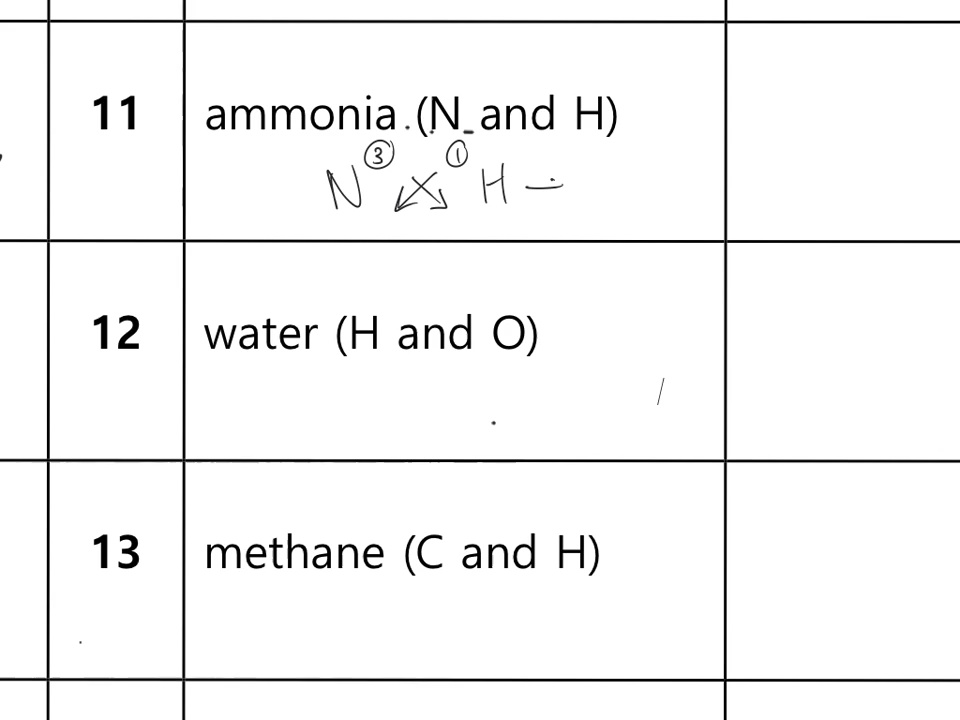 11 ammonia (N and H)
③ ①
N H -
12 water (H and O)
13 methane (C and H)